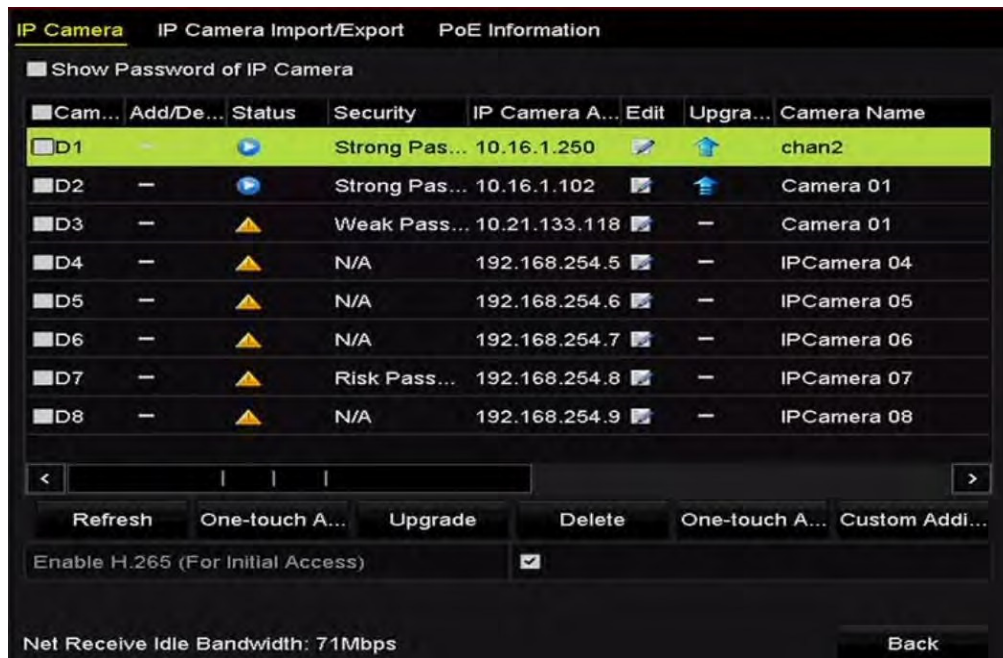 IP Camera IP Camera Import/Export PoE Information
Show Password of IP Camera
Cam... Add/De... Status Security IP Camera A... Edit Upgra... Camera Name
D1 – Strong Pas... 10.16.1.250 chan2
D2 – Strong Pas... 10.16.1.102 Camera 01
D3 – Weak Pass... 10.21.133.118 – Camera 01
D4 – N/A 192.168.254.5 – IPCamera 04
D5 – N/A 192.168.254.6 – IPCamera 05
D6 – N/A 192.168.254.7 – IPCamera 06
D7 – Risk Pass... 192.168.254.8 – IPCamera 07
D8 – N/A 192.168.254.9 – IPCamera 08
< >
Refresh One-touch A... Upgrade Delete One-touch A... Custom Addi...
Enable H.265 (For Initial Access)
Net Receive Idle Bandwidth: 71Mbps Back